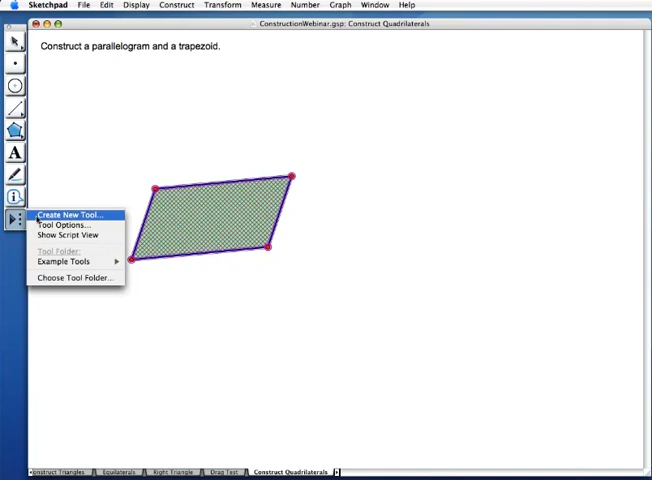 Sketchpad File Edit Display Construct Transform Measure Number Graph Window Help
ConstructionWebinar.gsp: Construct Quadrilaterals
Construct a parallelogram and a trapezoid.
A
Create New Tool...
Tool Options...
Show Script View
Tool Folder:
Example Tools
Choose Tool Folder...
onstruct Triangles Equilaterals Right Triangle Drag Test Construct Quadrilaterals